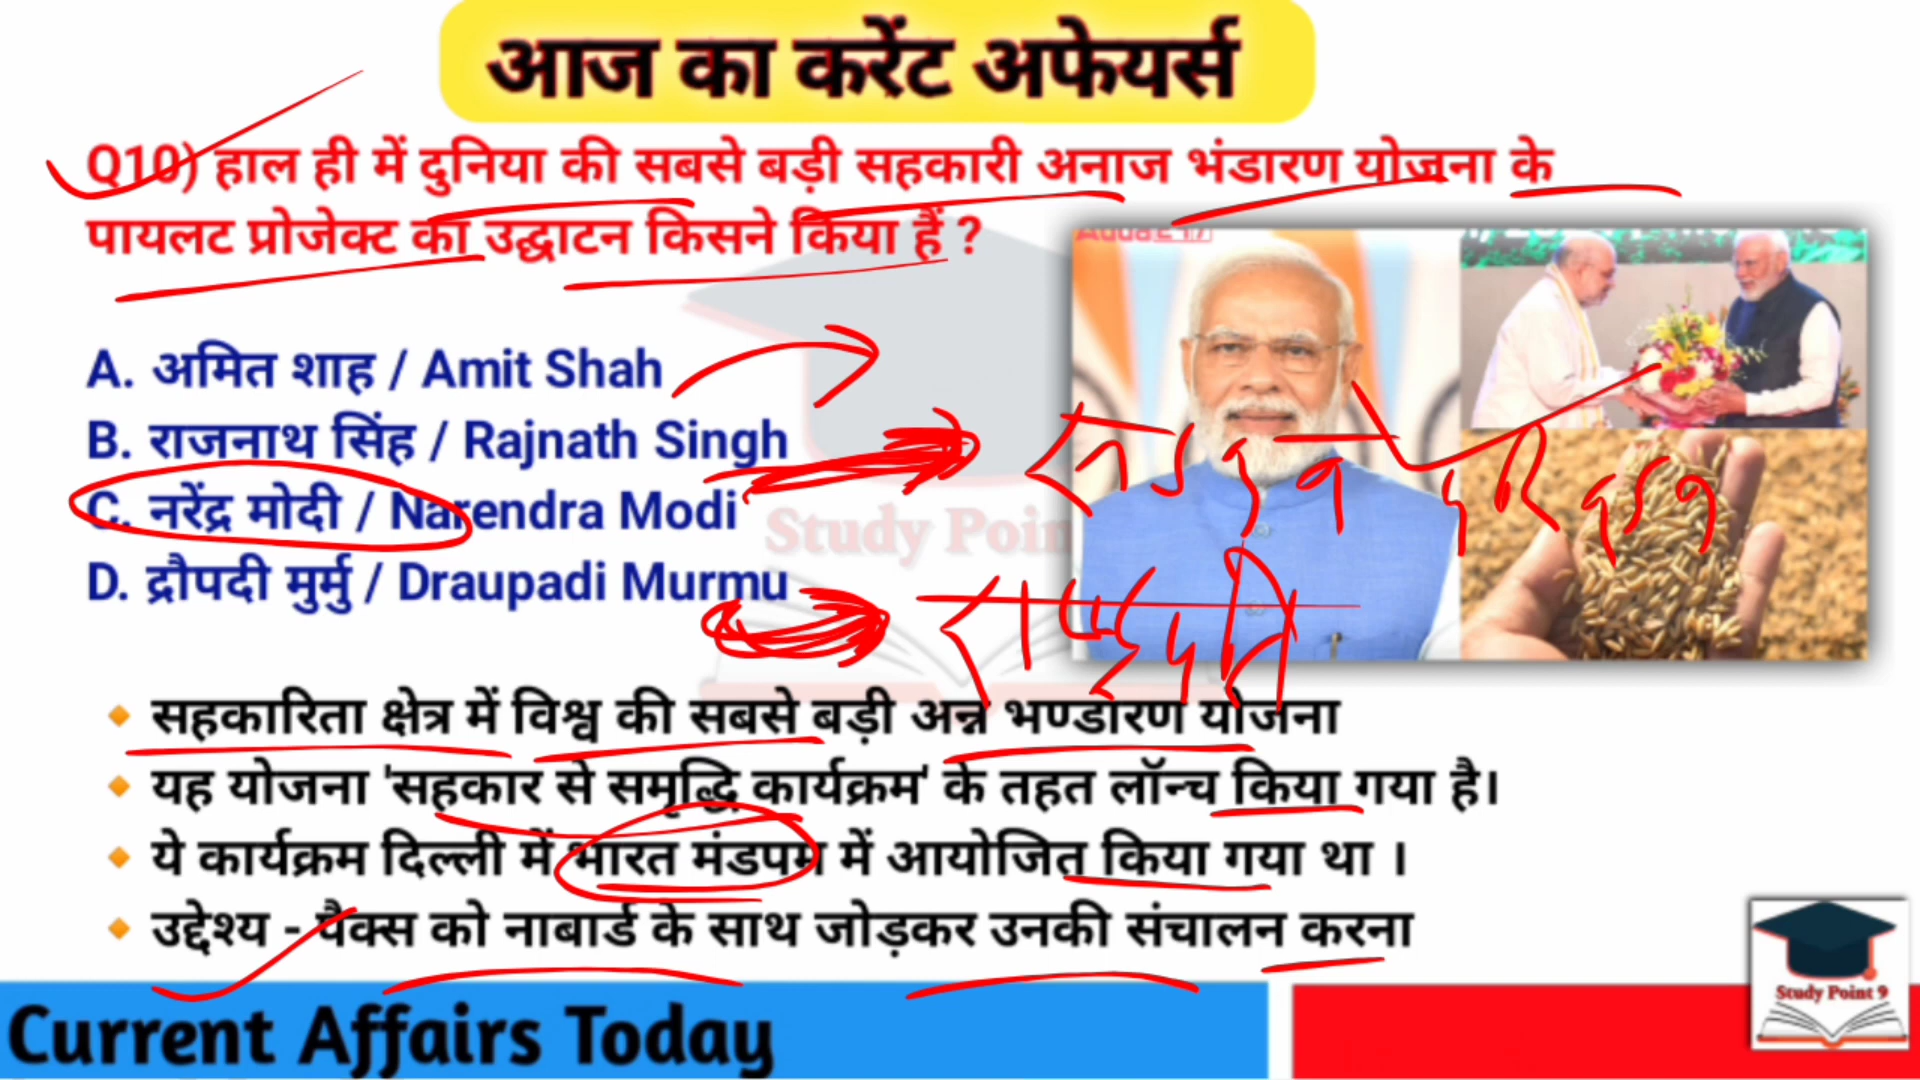 आज का करेंट अफेयर्स
Q10) हाल ही में दुनिया की सबसे बड़ी सहकारी अनाज भंडारण योजना के
पायलट प्रोजेक्ट का उद्घाटन किसने किया हैं ?
A. अमित शाह / Amit Shah
B. राजनाथ सिंह / Rajnath Singh
C. नरेंद्र मोदी / Narendra Modi
D. द्रौपदी मुर्मु / Draupadi Murmu
Study Poin
🔸 सहकारिता क्षेत्र में विश्व की सबसे बड़ी अन्न भण्डारण योजना
🔸 यह योजना 'सहकार से समृद्धि कार्यक्रम' के तहत लॉन्च किया गया है।
🔸 ये कार्यक्रम दिल्ली में भारत मंडपम में आयोजित किया गया था ।
🔸 उद्देश्य - पैक्स को नाबार्ड के साथ जोड़कर उनकी संचालन करना
Current Affairs Today
Study Point 9